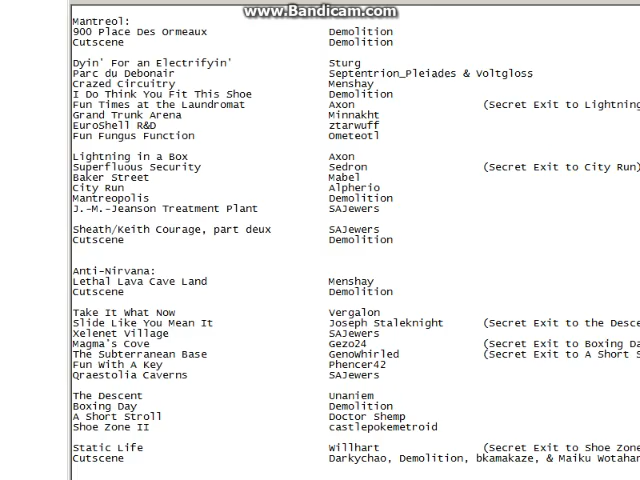 www.Bandicam.com
Mantreol:
900 Place Des Ormeaux Demolition
Cutscene Demolition
Dyin' For an Electrifyin' Sturg
Parc du Debonair Septentrion_Pleiades & Voltgloss
Crazed Circuitry Menshay
I Do Think You Fit This Shoe Demolition
Fun Times at the Laundromat Axon (Secret Exit to Lightning
Grand Trunk Arena Minnakht
EuroShell R&D ztarwuff
Fun Fungus Function Ometeotl
Lightning in a Box Axon
Superfluous Security Sedron (Secret Exit to City Run)
Baker Street Mabel
City Run Alpherio
Mantreopolis Demolition
J.-M.-Jeanson Treatment Plant SAJewers
Sheath/Keith Courage, part deux SAJewers
Cutscene Demolition
Anti-Nirvana:
Lethal Lava Cave Land Menshay
Cutscene Demolition
Take It What Now Vergalon
Slide Like You Mean It Joseph Staleknight (Secret Exit to the Desce
Xelenet Village SAJewers
Magma's Cove Gezo24 (Secret Exit to Boxing Da
The Subterranean Base GenoWhirled (Secret Exit to A Short S
Fun With A Key Phencer42
Qraestolia Caverns SAJewers
The Descent Unaniem
Boxing Day Demolition
A Short Stroll Doctor Shemp
Shoe Zone II castlepokemetroid
Static Life Willhart (Secret Exit to Shoe Zone
Cutscene Darkychao, Demolition, bkamakaze, & Maiku Wotahan